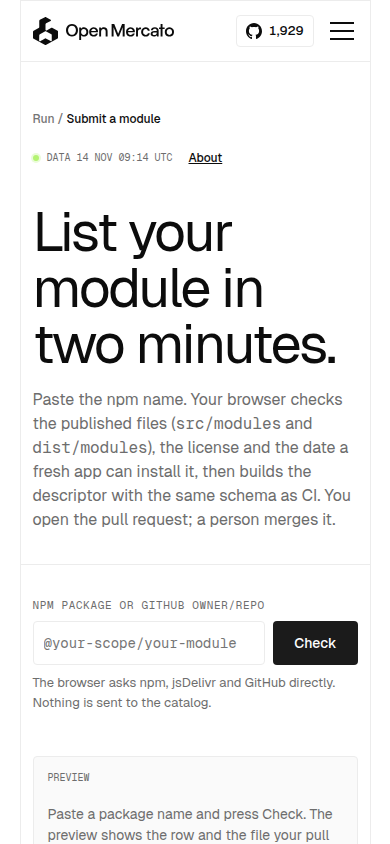 Open Mercato
1,929
Run / Submit a module
DATA 14 NOV 09:14 UTC About
List your
module in
two minutes.
Paste the npm name. Your browser checks
the published files (src/modules and
dist/modules), the license and the date a
fresh app can install it, then builds the
descriptor with the same schema as CI. You
open the pull request; a person merges it.
NPM PACKAGE OR GITHUB OWNER/REPO
@your-scope/your-module
Check
The browser asks npm, jsDelivr and GitHub directly.
Nothing is sent to the catalog.
PREVIEW
Paste a package name and press Check. The
preview shows the row and the file your pull